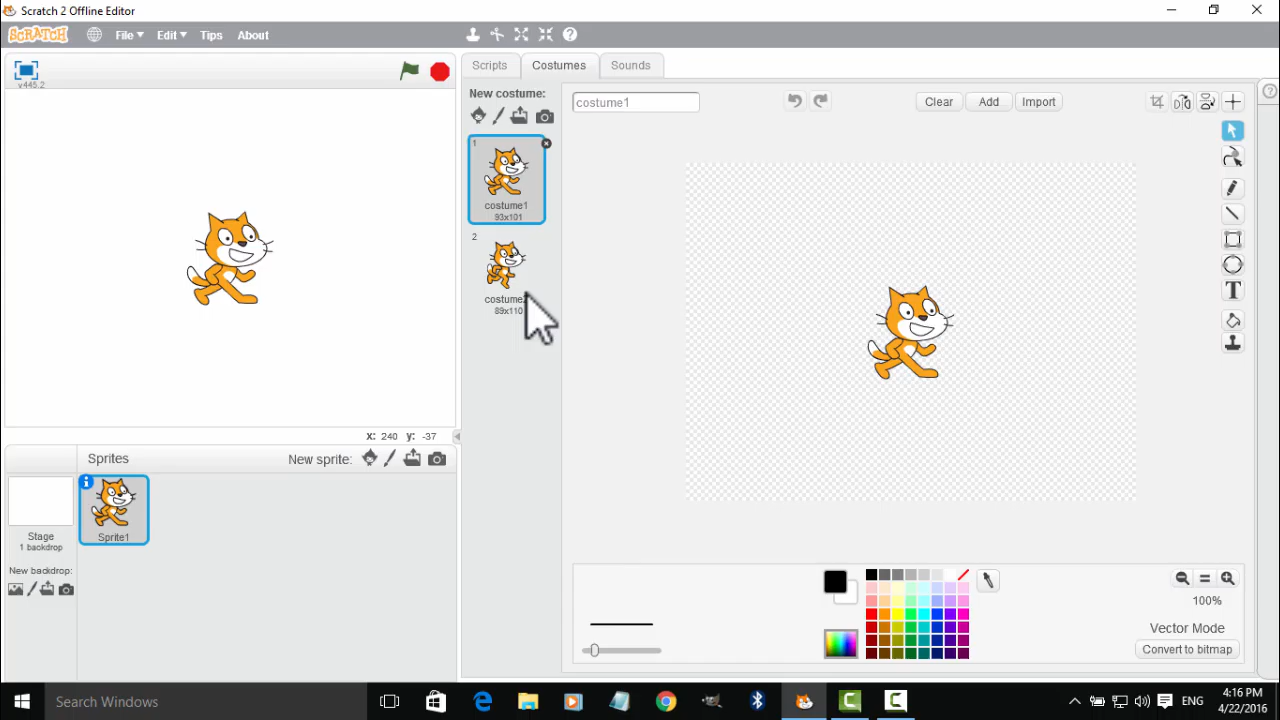 Scratch 2 Offline Editor
SCRATCH File Edit Tips About
v445.2
Scripts Costumes Sounds
New costume:
costume1
Clear Add Import
1
costume1
93x101
2
costume2
89x110
x: 240 y: -37
Sprites New sprite:
Sprite1
Stage
1 backdrop
New backdrop:
T
100%
Vector Mode
Convert to bitmap
Search Windows
ENG
4:16 PM
4/22/2016